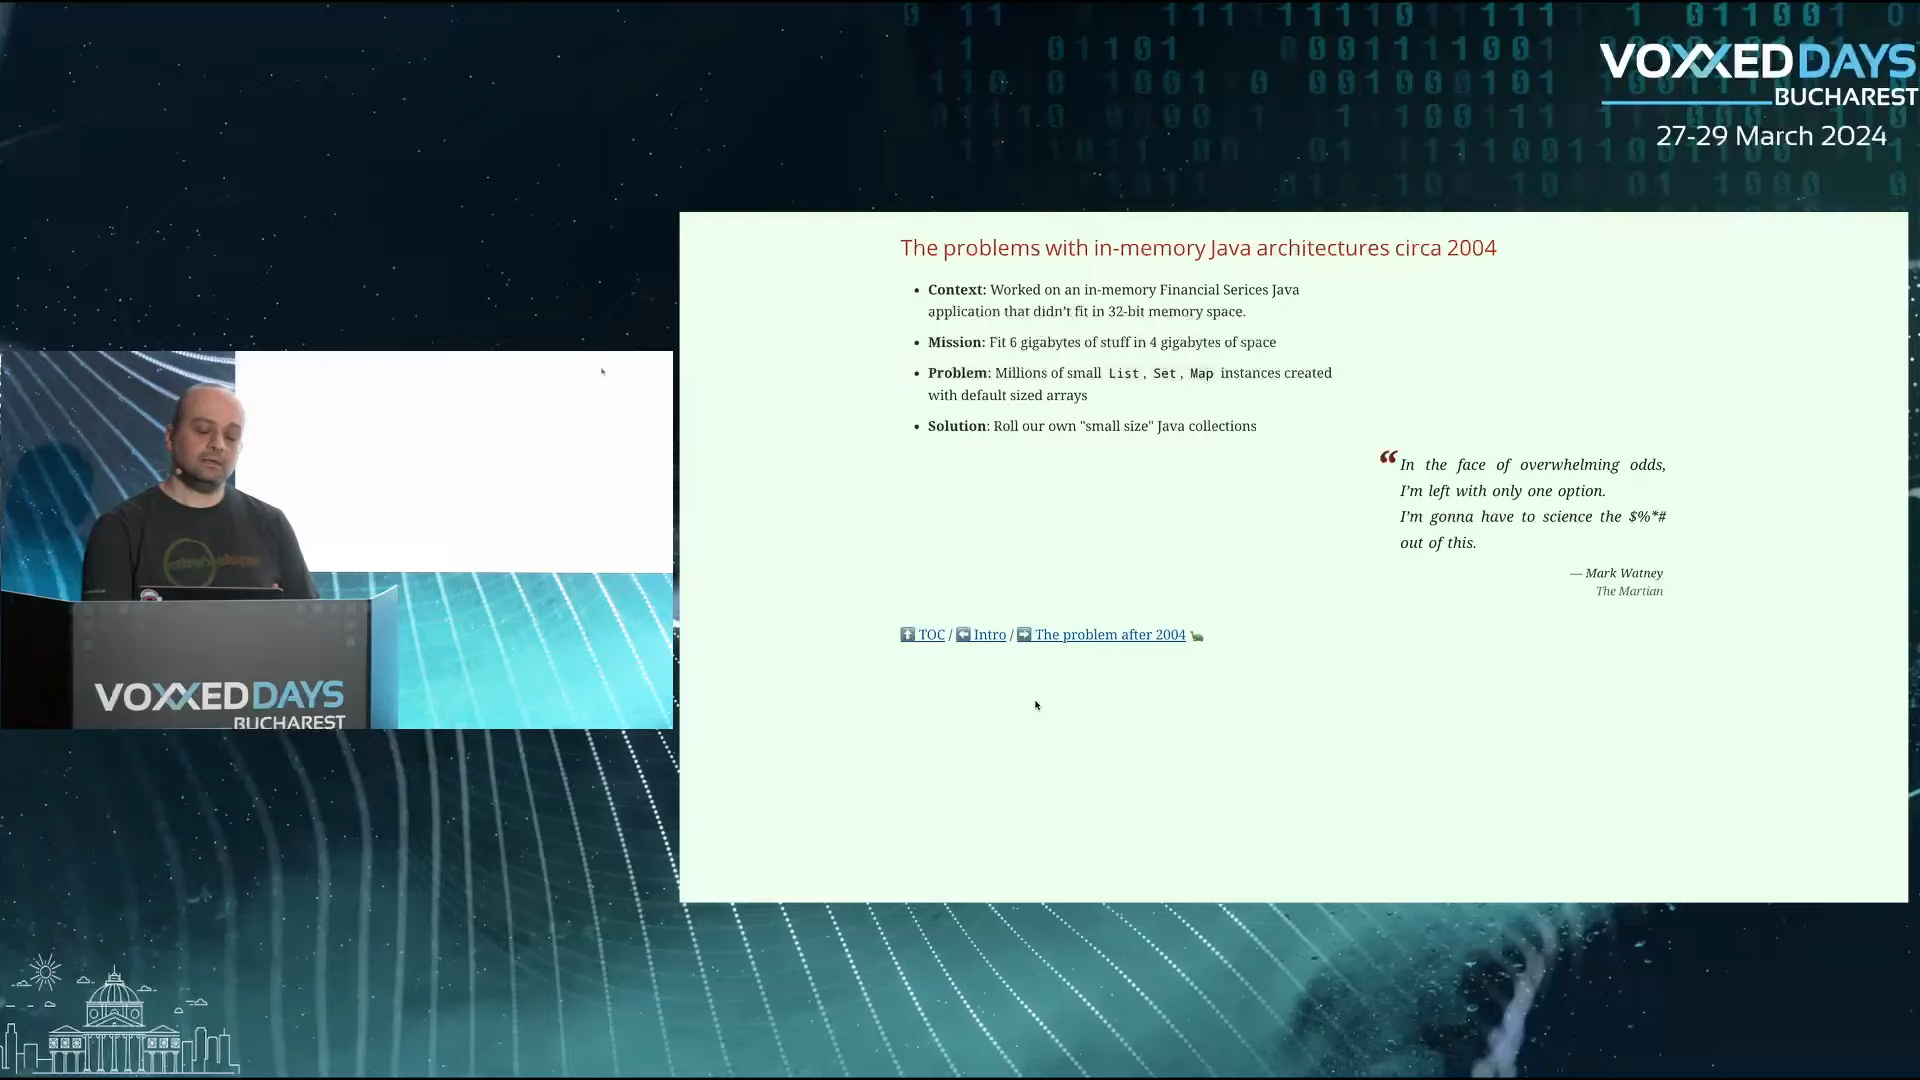 VOXXEDDAYS
BUCHAREST
27-29 March 2024
The problems with in-memory Java architectures circa 2004
• Context: Worked on an in-memory Financial Serices Java
application that didn't fit in 32-bit memory space.
• Mission: Fit 6 gigabytes of stuff in 4 gigabytes of space
• Problem: Millions of small List, Set, Map instances created
with default sized arrays
• Solution: Roll our own "small size" Java collections
“ In the face of overwhelming odds,
I'm left with only one option.
I'm gonna have to science the $%*#
out of this.
— Mark Watney
The Martian
TOC / Intro / The problem after 2004
VOXXEDDAYS
BUCHAREST